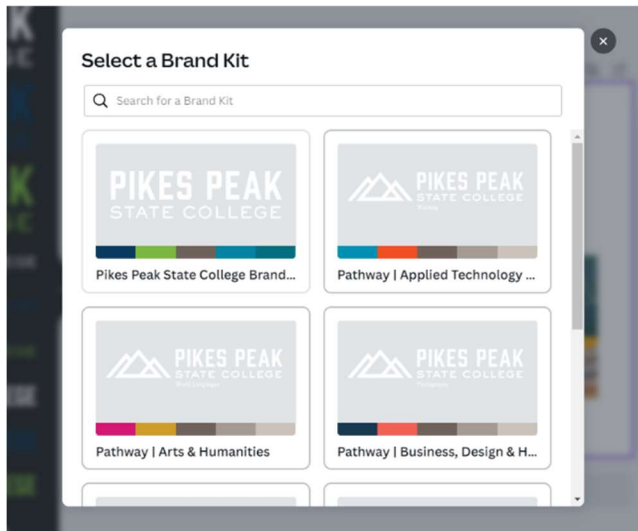 Select a Brand Kit
Search for a Brand Kit
PIKES PEAK
STATE COLLEGE
Pikes Peak State College Brand...
PIKES PEAK
STATE COLLEGE
Pathway | Applied Technology ...
PIKES PEAK
STATE COLLEGE
Pathway | Arts & Humanities
PIKES PEAK
STATE COLLEGE
Pathway | Business, Design & H...